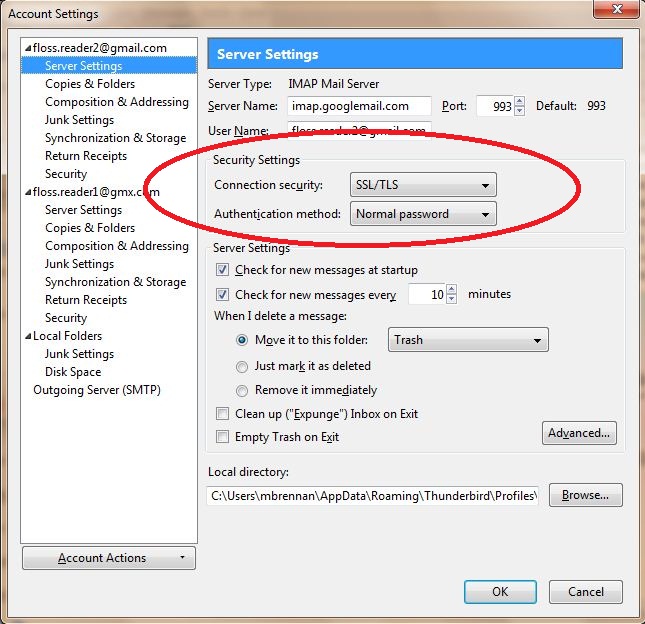 Account Settings
floss.reader2@gmail.com
Server Settings
Copies & Folders
Composition & Addressing
Junk Settings
Synchronization & Storage
Return Receipts
Security
floss.reader1@gmx.com
Server Settings
Copies & Folders
Composition & Addressing
Junk Settings
Synchronization & Storage
Return Receipts
Security
Local Folders
Junk Settings
Disk Space
Outgoing Server (SMTP)
Account Actions
Server Settings
Server Type: IMAP Mail Server
Server Name: imap.googlemail.com Port: 993 Default: 993
User Name: floss.reader2@gmail.com
Security Settings
Connection security: SSL/TLS
Authentication method: Normal password
Server Settings
Check for new messages at startup
Check for new messages every 10 minutes
When I delete a message:
Move it to this folder: Trash
Just mark it as deleted
Remove it immediately
Clean up ("Expunge") Inbox on Exit
Empty Trash on Exit
Advanced...
Local directory:
C:\Users\mbrennan\AppData\Roaming\Thunderbird\Profiles\ Browse...
OK Cancel